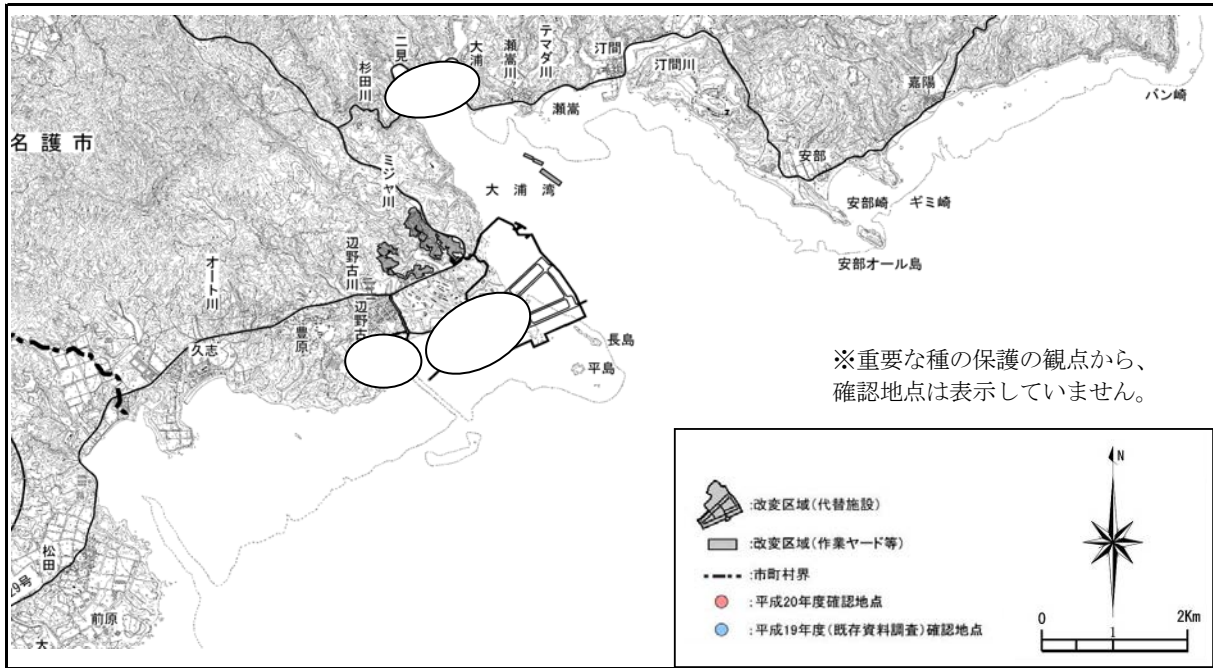 二見
大浦
瀬嵩川
テマダ川
汀間
汀間川
嘉陽
バン崎
杉田川
瀬嵩
名護市
安部
ミジャ川
大浦湾
安部崎
ギミ崎
安部オール島
辺野古川
辺野古
オート川
豊原
久志
長島
平島
※重要な種の保護の観点から、
確認地点は表示していません。
N
:改変区域(代替施設)
:改変区域(作業ヤード等)
:市町村界
:平成20年度確認地点
:平成19年度(既存資料調査)確認地点
0 1 2Km
松田
29号
前原